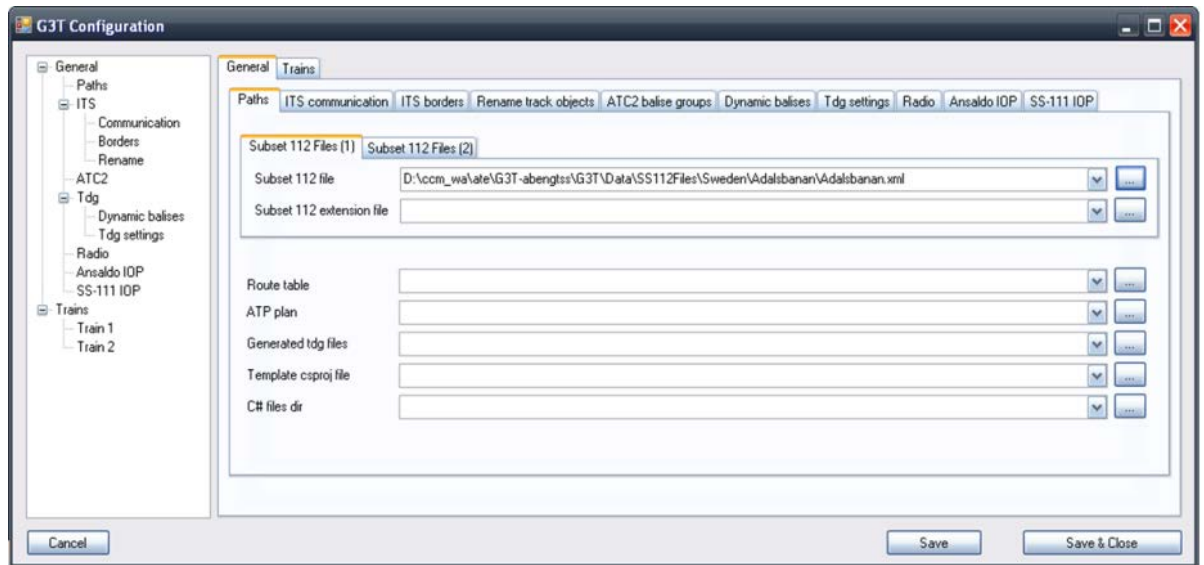 G3T Configuration
General
Paths
ITS
Communication
Borders
Rename
ATC2
Tdg
Dynamic balises
Tdg settings
Radio
Ansaldo IOP
SS-111 IOP
Trains
Train 1
Train 2
General Trains
Paths ITS communication ITS borders Rename track objects ATC2 balise groups Dynamic balises Tdg settings Radio Ansaldo IOP SS-111 IOP
Subset 112 Files (1) Subset 112 Files (2)
Subset 112 file D:\ccm_wa\ate\G3T-abengtss\G3T\Data\SS112Files\Sweden\Adalsbanan\Adalsbanan.xml ...
Subset 112 extension file ...
Route table ...
ATP plan ...
Generated tdg files ...
Template csproj file ...
C# files dir ...
Cancel Save Save & Close